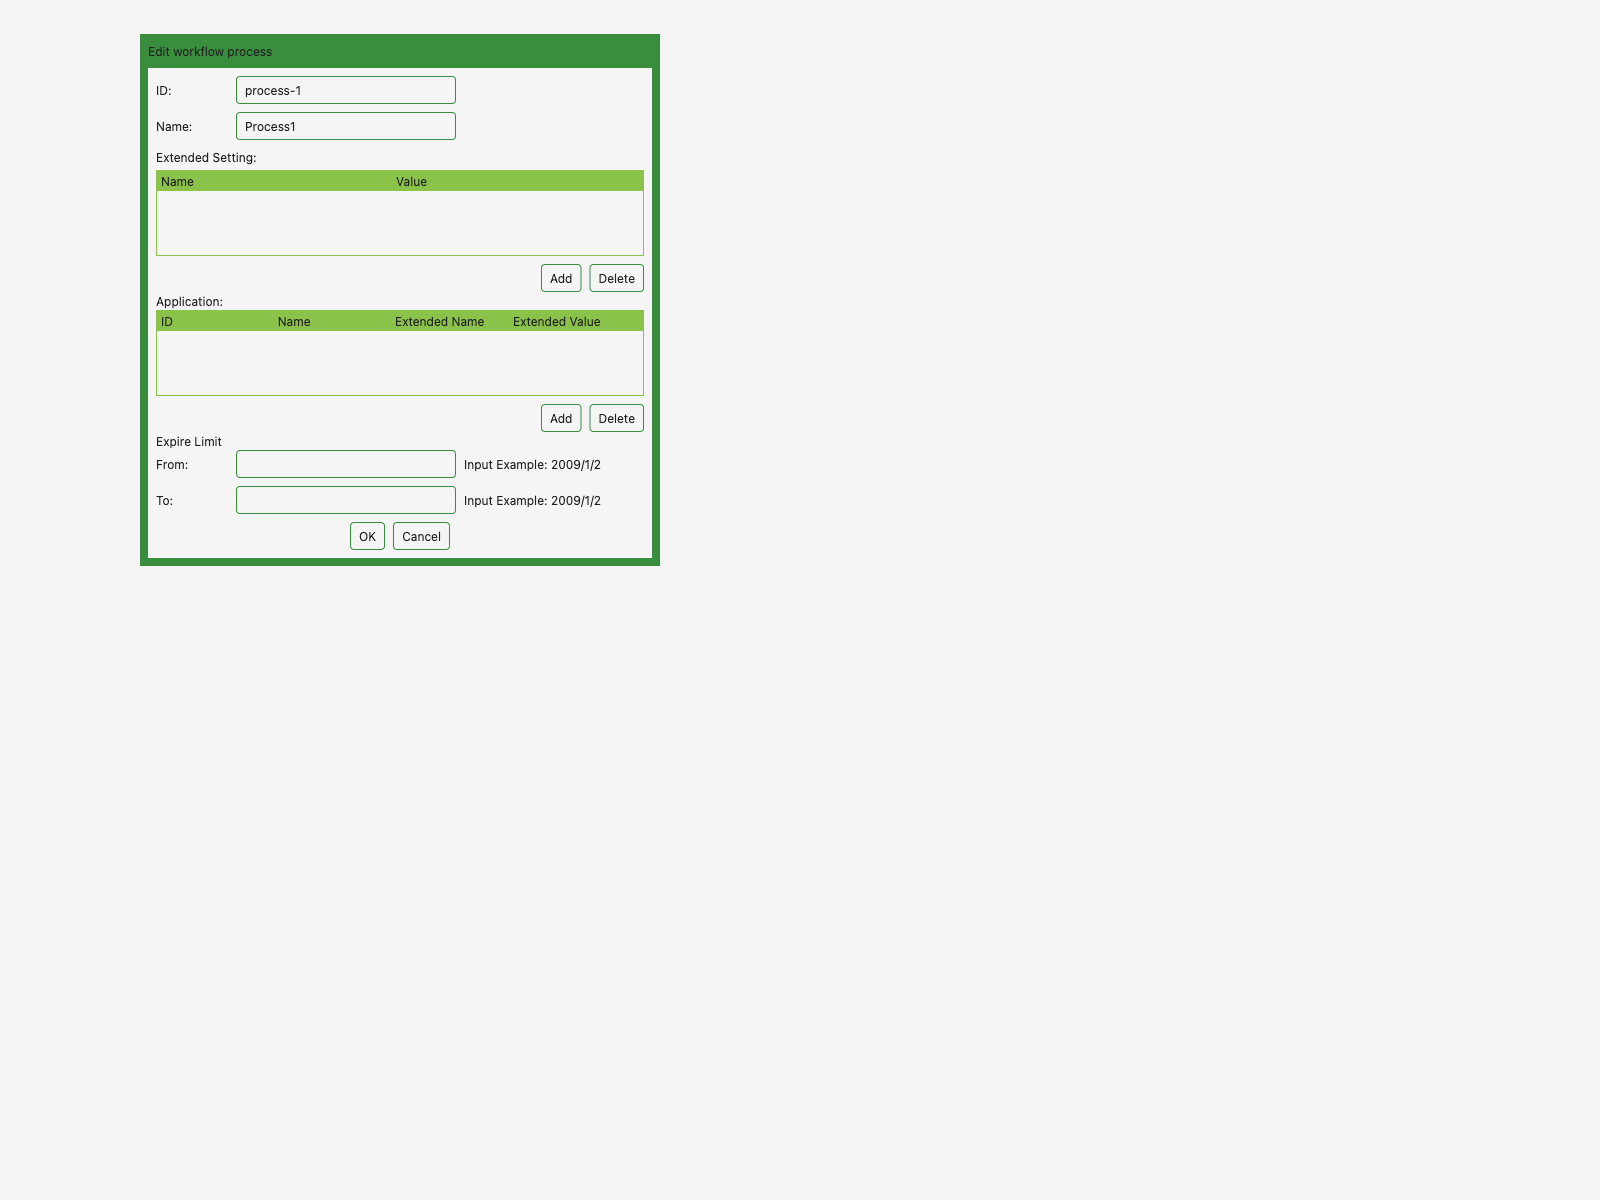 Edit workflow process
ID: process-1
Name: Process1
Extended Setting:
Name Value
Add Delete
Application:
ID Name Extended Name Extended Value
Add Delete
Expire Limit
From: Input Example: 2009/1/2
To: Input Example: 2009/1/2
OK Cancel